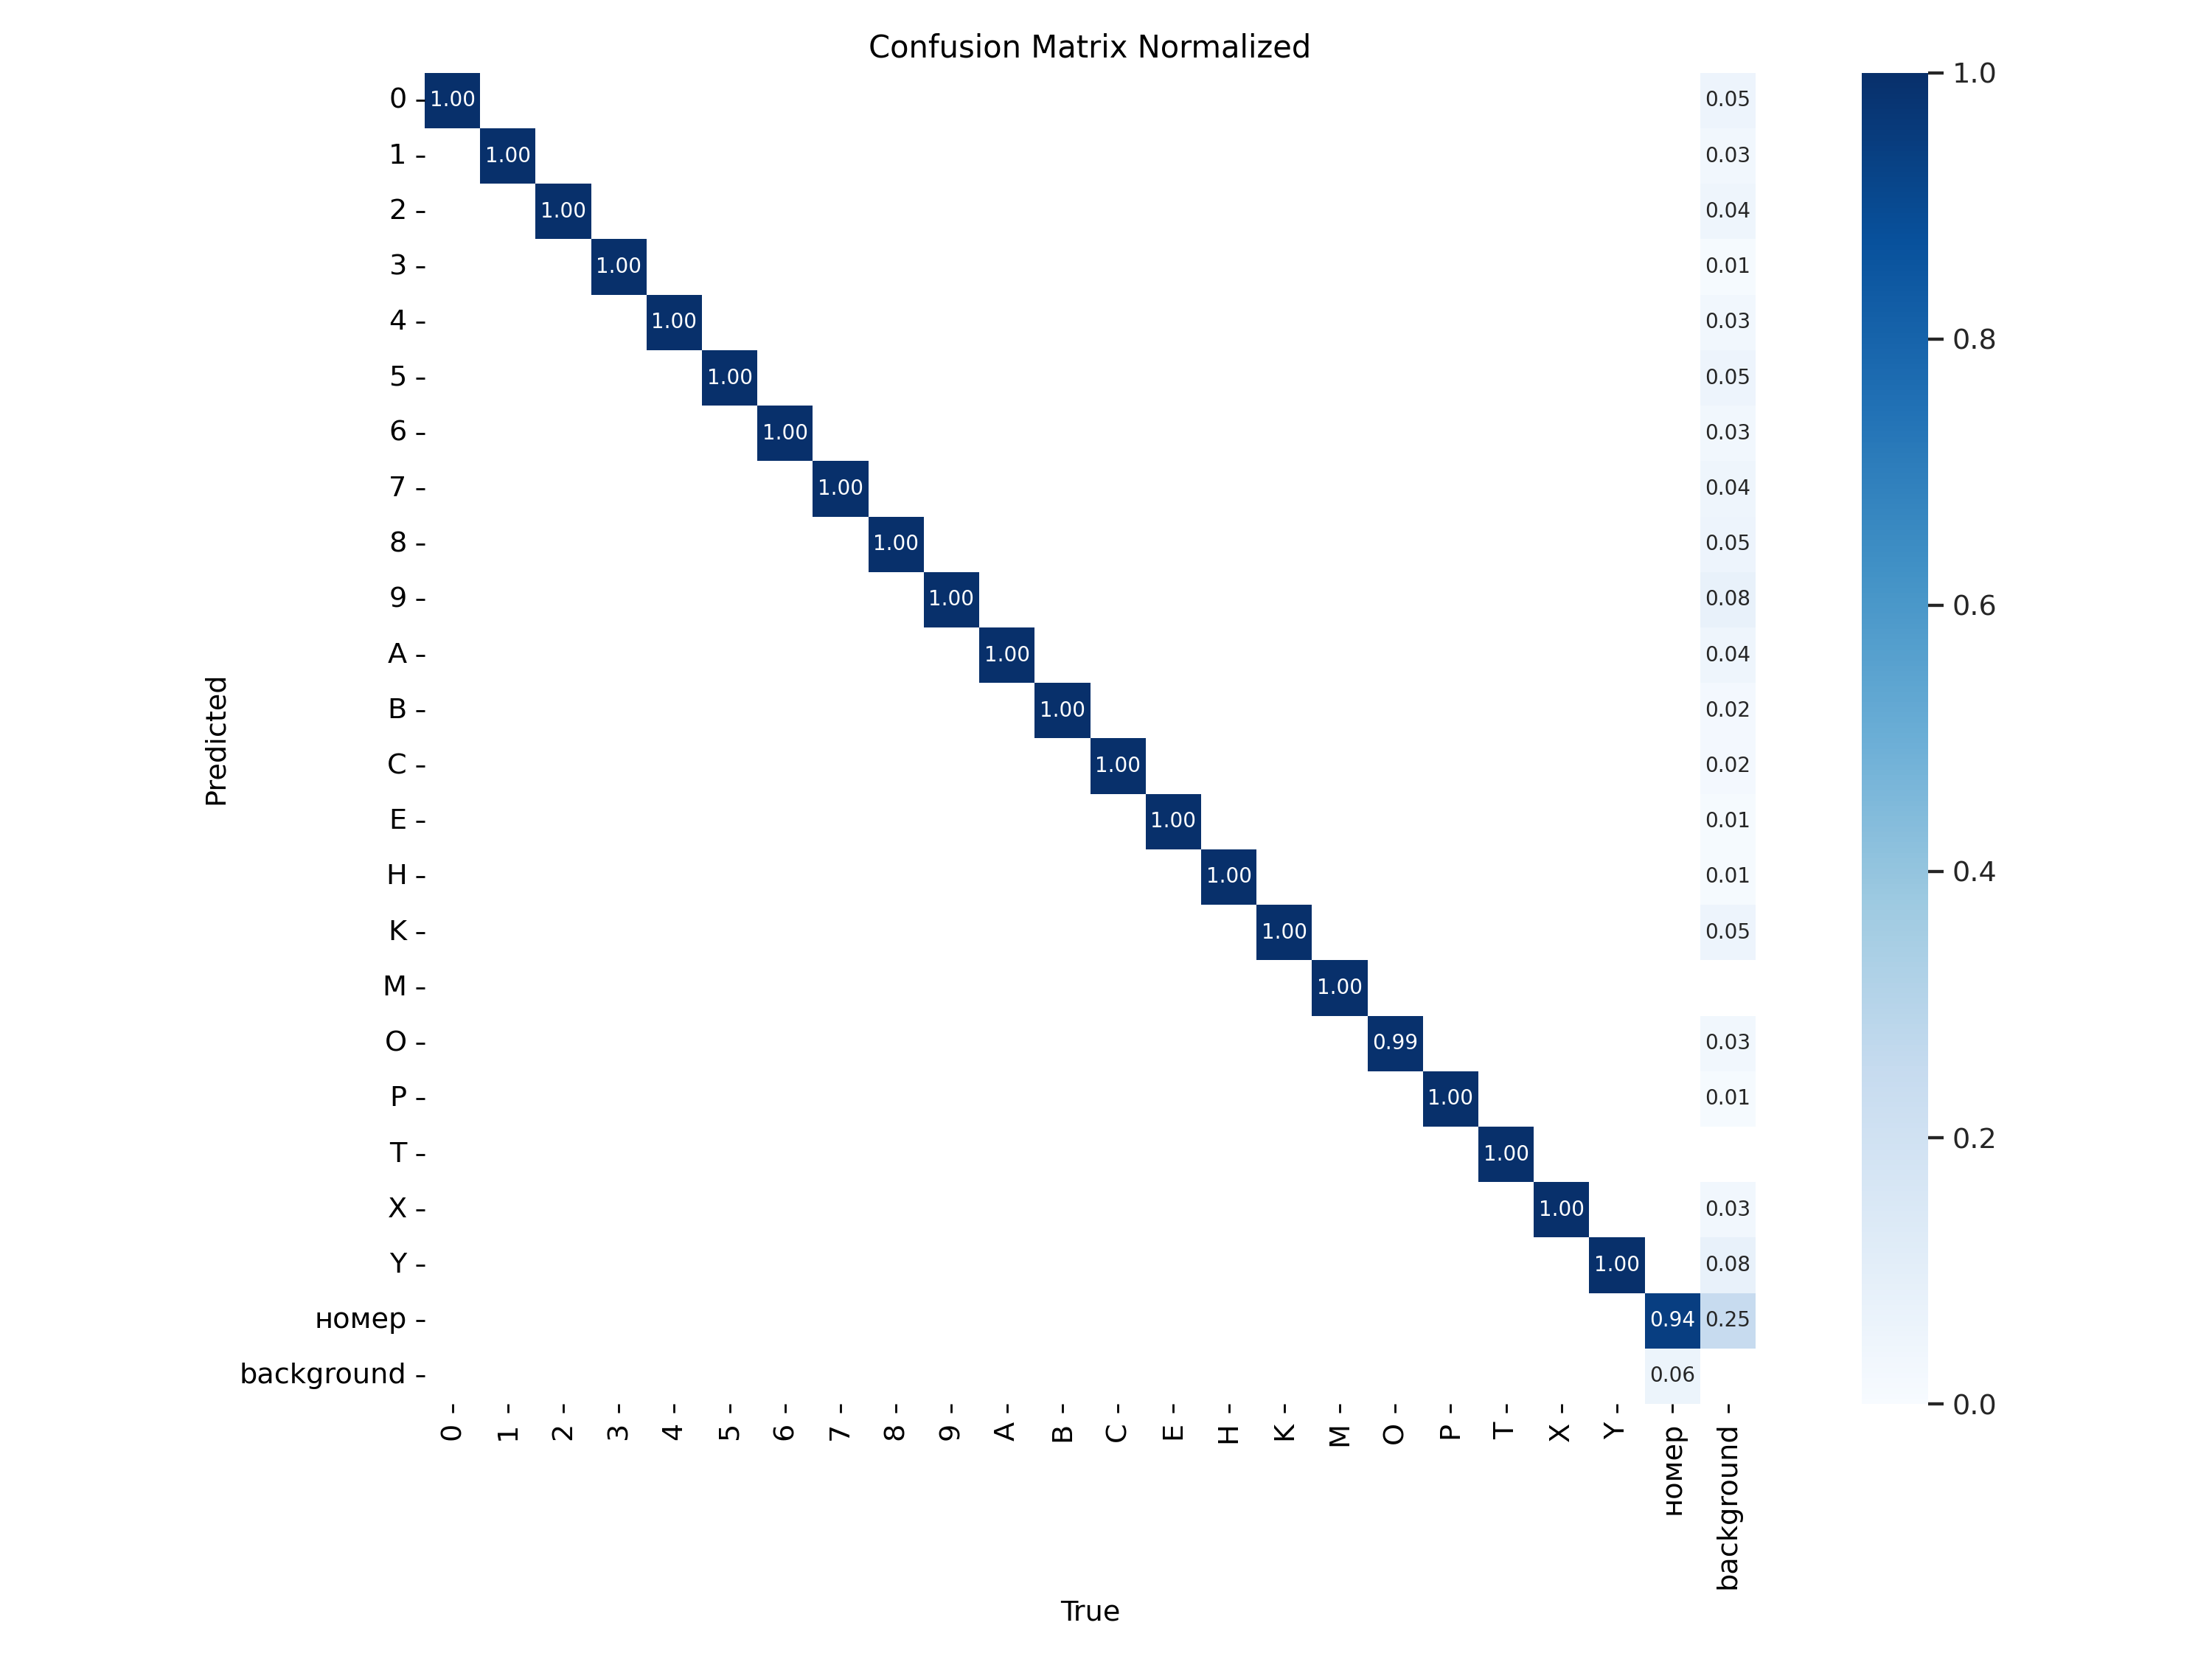 Confusion Matrix Normalized
0 1.00 0.05
1 1.00 0.03
2 1.00 0.04
3 1.00 0.01
4 1.00 0.03
5 1.00 0.05
6 1.00 0.03
7 1.00 0.04
8 1.00 0.05
9 1.00 0.08
A 1.00 0.04
B 1.00 0.02
C 1.00 0.02
E 1.00 0.01
H 1.00 0.01
K 1.00 0.05
M 1.00
O 0.99 0.03
P 1.00 0.01
T 1.00
X 1.00 0.03
Y 1.00 0.08
номер 0.94 0.25
background 0.06
Predicted
0 1 2 3 4 5 6 7 8 9 A B C E H K M O P T X Y номер background
True
1.0
0.8
0.6
0.4
0.2
0.0